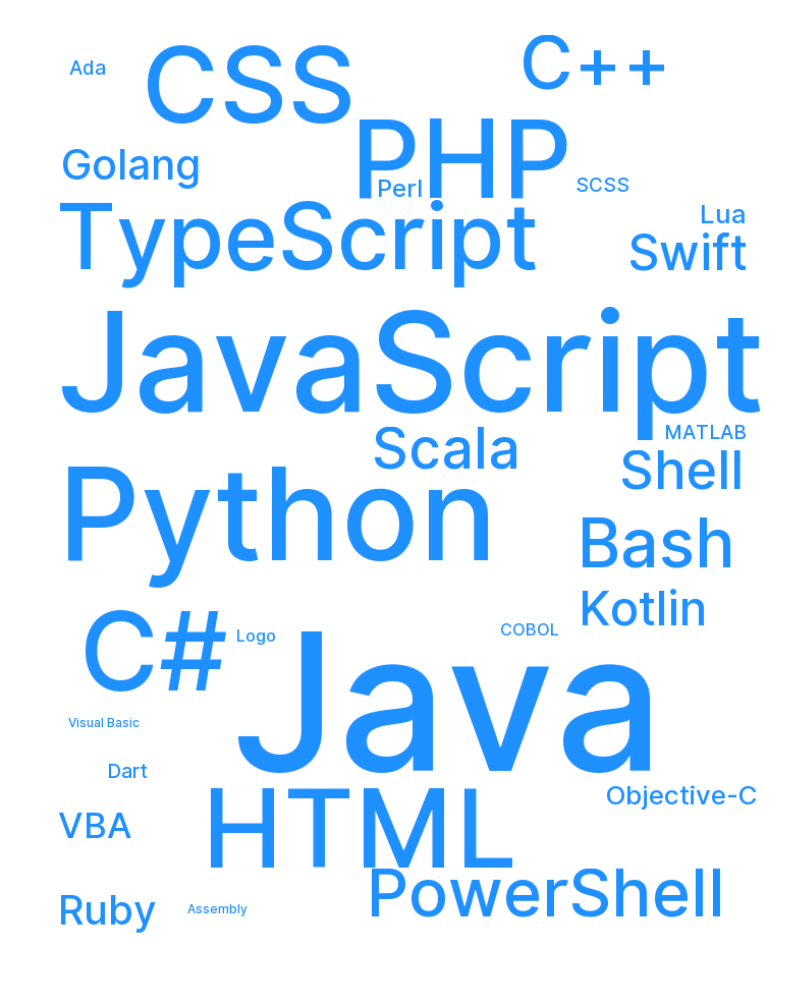 C++
CSS
Ada
PHP
Golang
Perl
SCSS
Lua
TypeScript
Swift
JavaScript
MATLAB
Scala
Shell
Python
Bash
Kotlin
C#
Logo
COBOL
Java
Visual Basic
Dart
Objective-C
VBA
HTML
PowerShell
Ruby
Assembly